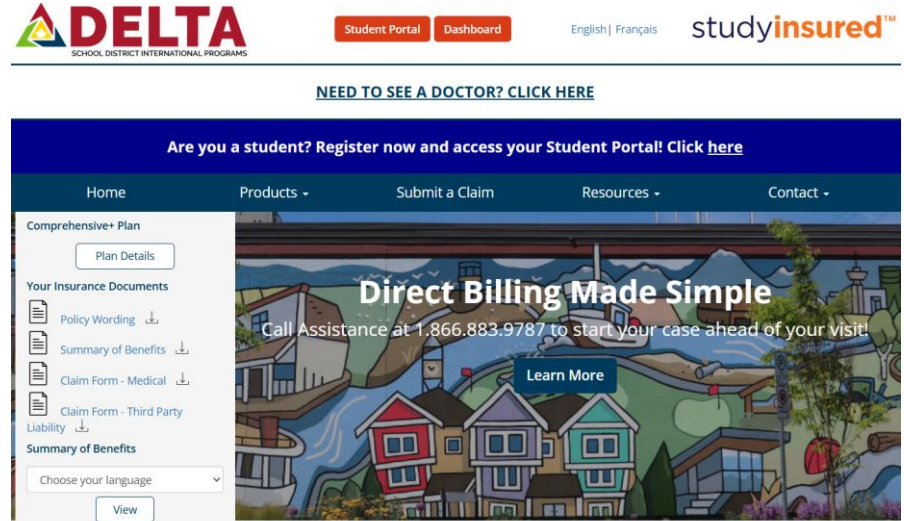 DELTA
SCHOOL DISTRICT INTERNATIONAL PROGRAMS
Student Portal Dashboard
English| Français
studyinsured™
NEED TO SEE A DOCTOR? CLICK HERE
Are you a student? Register now and access your Student Portal! Click here
Home Products Submit a Claim Resources Contact
Comprehensive+ Plan
Plan Details
Your Insurance Documents
Policy Wording
Summary of Benefits
Claim Form - Medical
Claim Form - Third Party
Liability
Summary of Benefits
Choose your language
View
Direct Billing Made Simple
Call Assistance at 1.866.883.9787 to start your case ahead of your visit!
Learn More